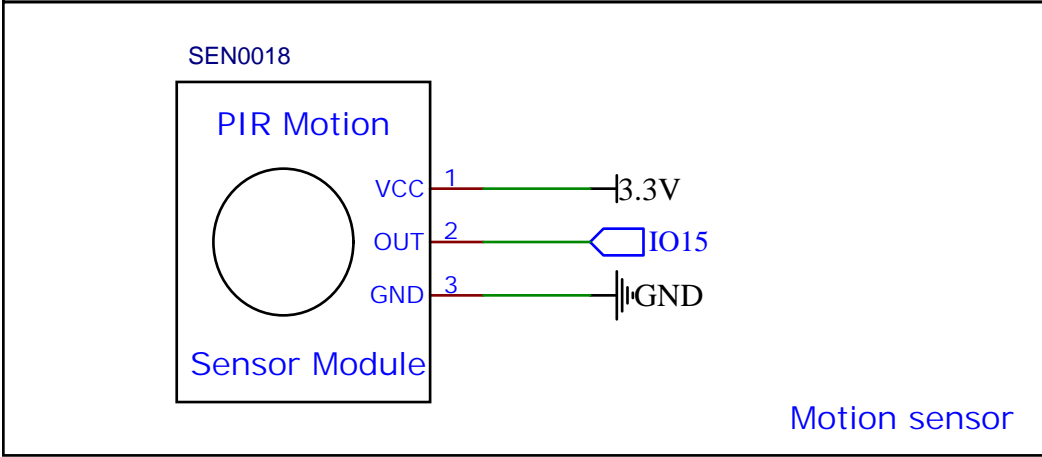 SEN0018
PIR Motion
VCC 1 3.3V
OUT 2 IO15
GND 3 GND
Sensor Module
Motion sensor